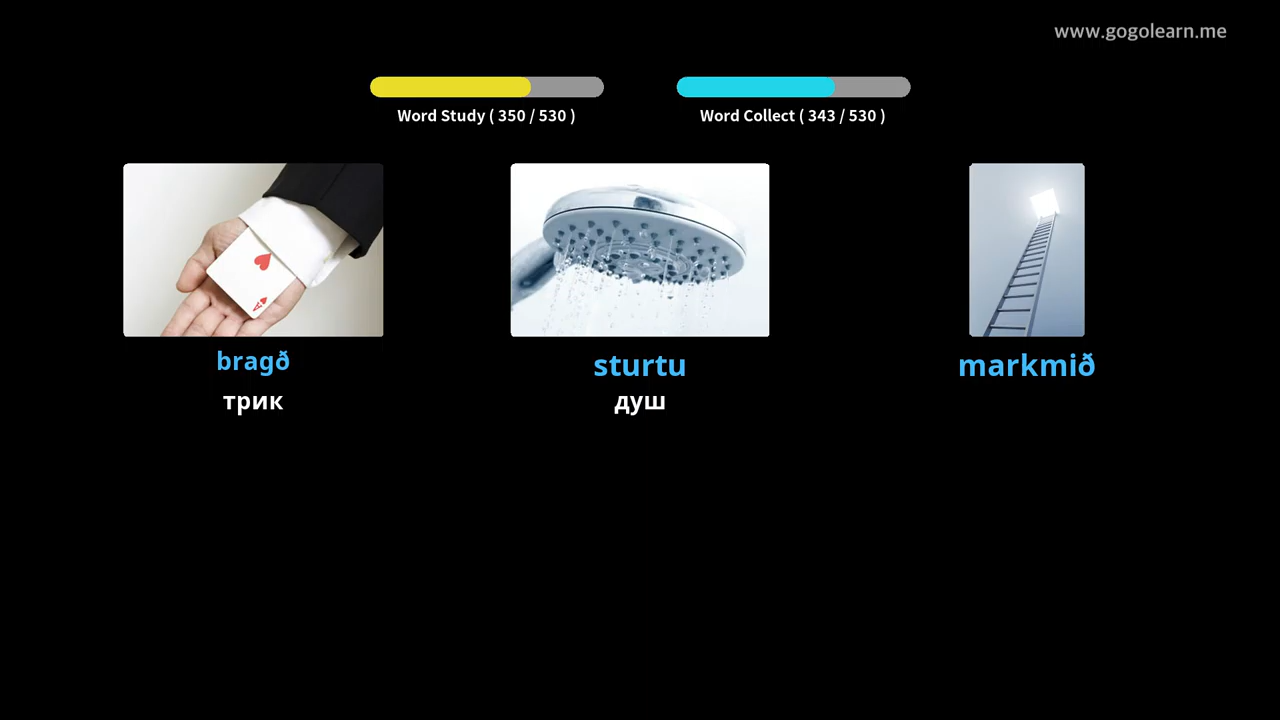 www.gogolearn.me
Word Study ( 350 / 530 )
Word Collect ( 343 / 530 )
bragð
трик
sturtu
душ
markmið